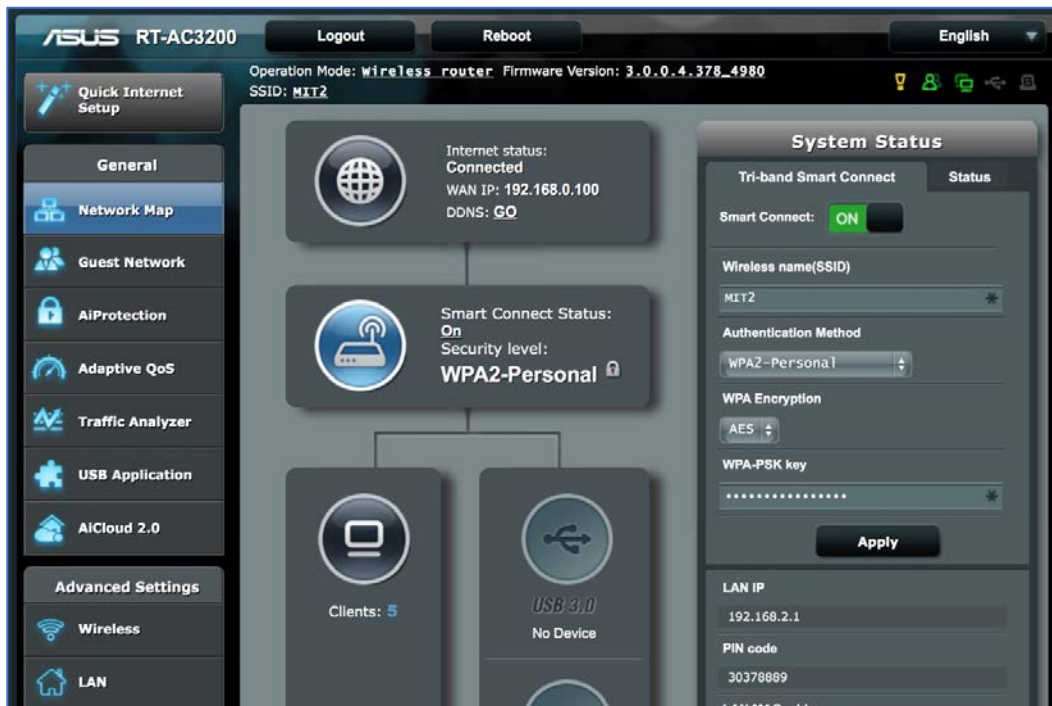 ASUS RT-AC3200
Logout
Reboot
English
Quick Internet
Setup
Operation Mode: Wireless router Firmware Version: 3.0.0.4.378_4980
SSID: MIT2
General
Network Map
Guest Network
AiProtection
Adaptive QoS
Traffic Analyzer
USB Application
AiCloud 2.0
Advanced Settings
Wireless
LAN
Internet status:
Connected
WAN IP: 192.168.0.100
DDNS: GO
Smart Connect Status:
On
Security level:
WPA2-Personal
Clients: 5
USB 3.0
No Device
System Status
Tri-band Smart Connect
Status
Smart Connect: ON
Wireless name(SSID)
MIT2
Authentication Method
WPA2-Personal
WPA Encryption
AES
WPA-PSK key
••••••••••••••••
Apply
LAN IP
192.168.2.1
PIN code
30378889